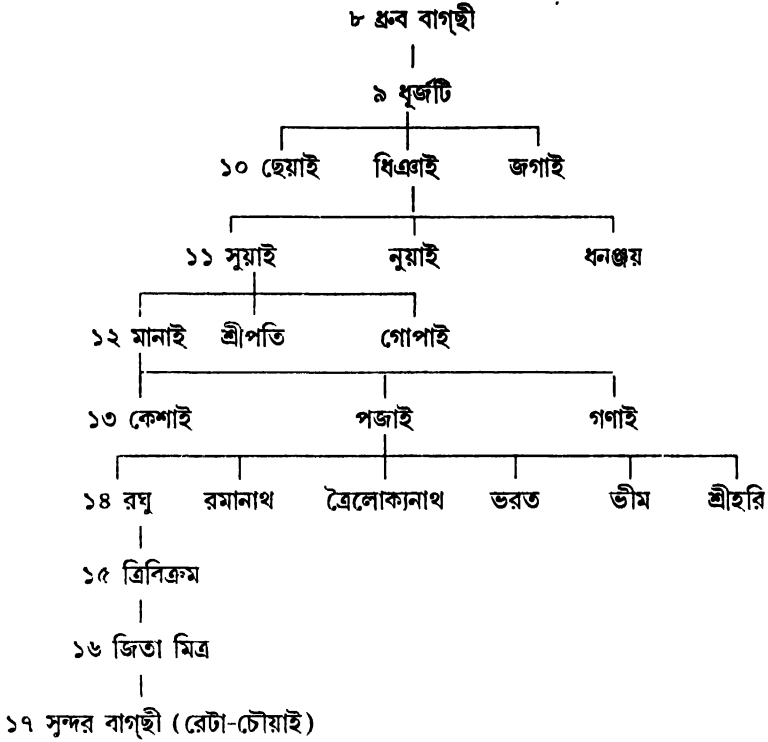 ৮ ধ্রুব বাগ্‌ছী
৯ ধূর্জটি
১০ ছেয়াই ধিঞাই জগাই
১১ সুয়াই নুয়াই ধনঞ্জয়
১২ মানাই শ্রীপতি গোপাই
১৩ কেশাই পজাই গণাই
১৪ রঘু রমানাথ ত্রৈলোক্যনাথ ভরত ভীম শ্রীহরি
১৫ ত্রিবিক্রম
১৬ জিতা মিত্র
১৭ সুন্দর বাগ্‌ছী (রেটা-চৌয়াই)